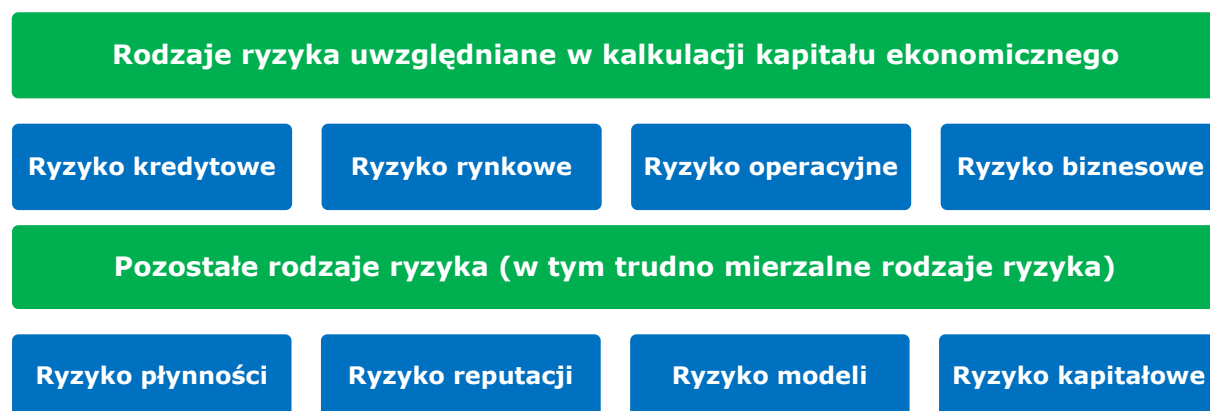 Rodzaje ryzyka uwzględniane w kalkulacji kapitału ekonomicznego
Ryzyko kredytowe
Ryzyko rynkowe
Ryzyko operacyjne
Ryzyko biznesowe
Pozostałe rodzaje ryzyka (w tym trudno mierzalne rodzaje ryzyka)
Ryzyko płynności
Ryzyko reputacji
Ryzyko modeli
Ryzyko kapitałowe